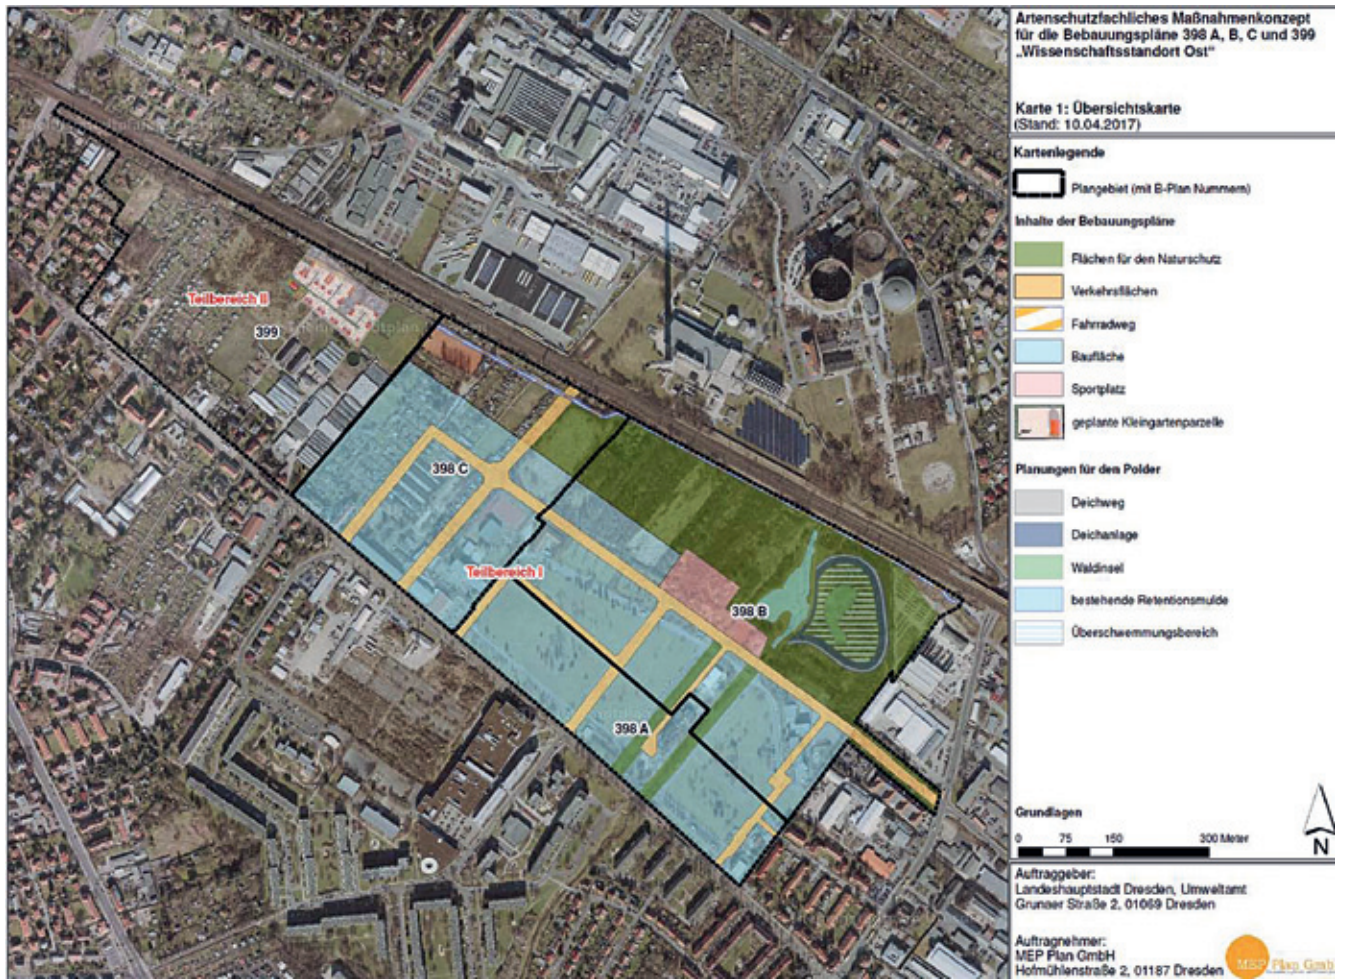 Artenschutzfachliches Maßnahmenkonzept
für die Bebauungspläne 398 A, B, C und 399
„Wissenschaftsstandort Ost“
Karte 1: Übersichtskarte
(Stand: 10.04.2017)
Kartenlegende
Plangebiet (mit B-Plan Nummern)
Inhalte der Bebauungspläne
Flächen für den Naturschutz
Verkehrsflächen
Fahrradweg
Baufläche
Sportplatz
geplante Kleingartenparzelle
Planungen für den Polder
Deichweg
Deichanlage
Waldinsel
bestehende Retentionsmulde
Überschwemmungsbereich
Grundlagen
0 75 150 300 Meter
N
Auftraggeber:
Landeshauptstadt Dresden, Umweltamt
Grunaer Straße 2, 01069 Dresden
Auftragnehmer:
MEP Plan GmbH
Hofmühlenstraße 2, 01187 Dresden
MEP Plan GmbH
Teilbereich II
399
398 C
Teilbereich I
398 B
398 A